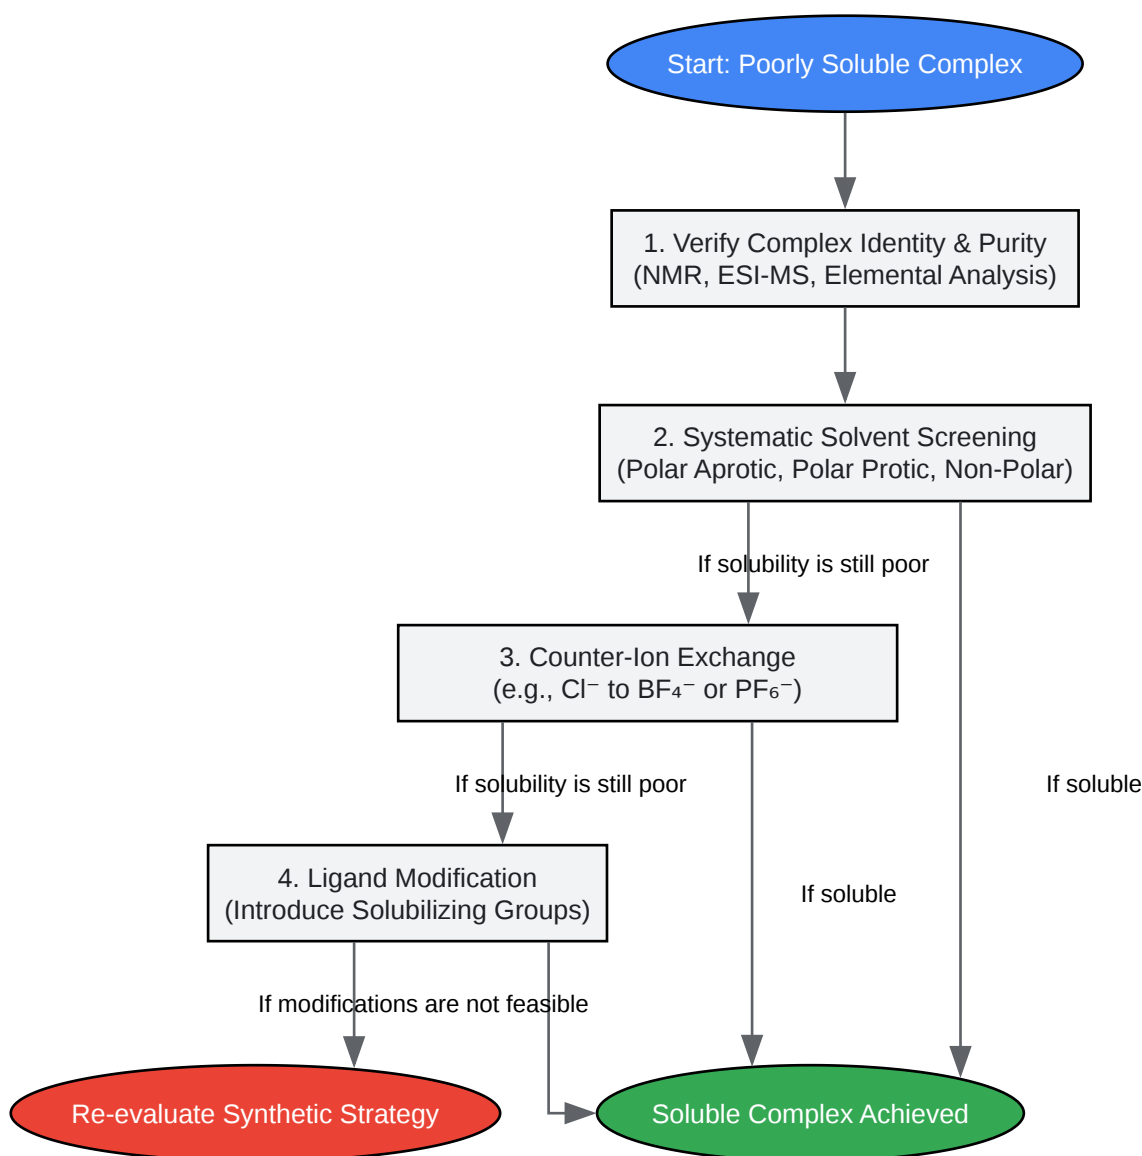 Start: Poorly Soluble Complex
1. Verify Complex Identity & Purity
(NMR, ESI-MS, Elemental Analysis)
2. Systematic Solvent Screening
(Polar Aprotic, Polar Protic, Non-Polar)
If solubility is still poor
3. Counter-Ion Exchange
(e.g., Cl⁻ to BF₄⁻ or PF₆⁻)
If solubility is still poor
If soluble
4. Ligand Modification
(Introduce Solubilizing Groups)
If soluble
If modifications are not feasible
Re-evaluate Synthetic Strategy
Soluble Complex Achieved